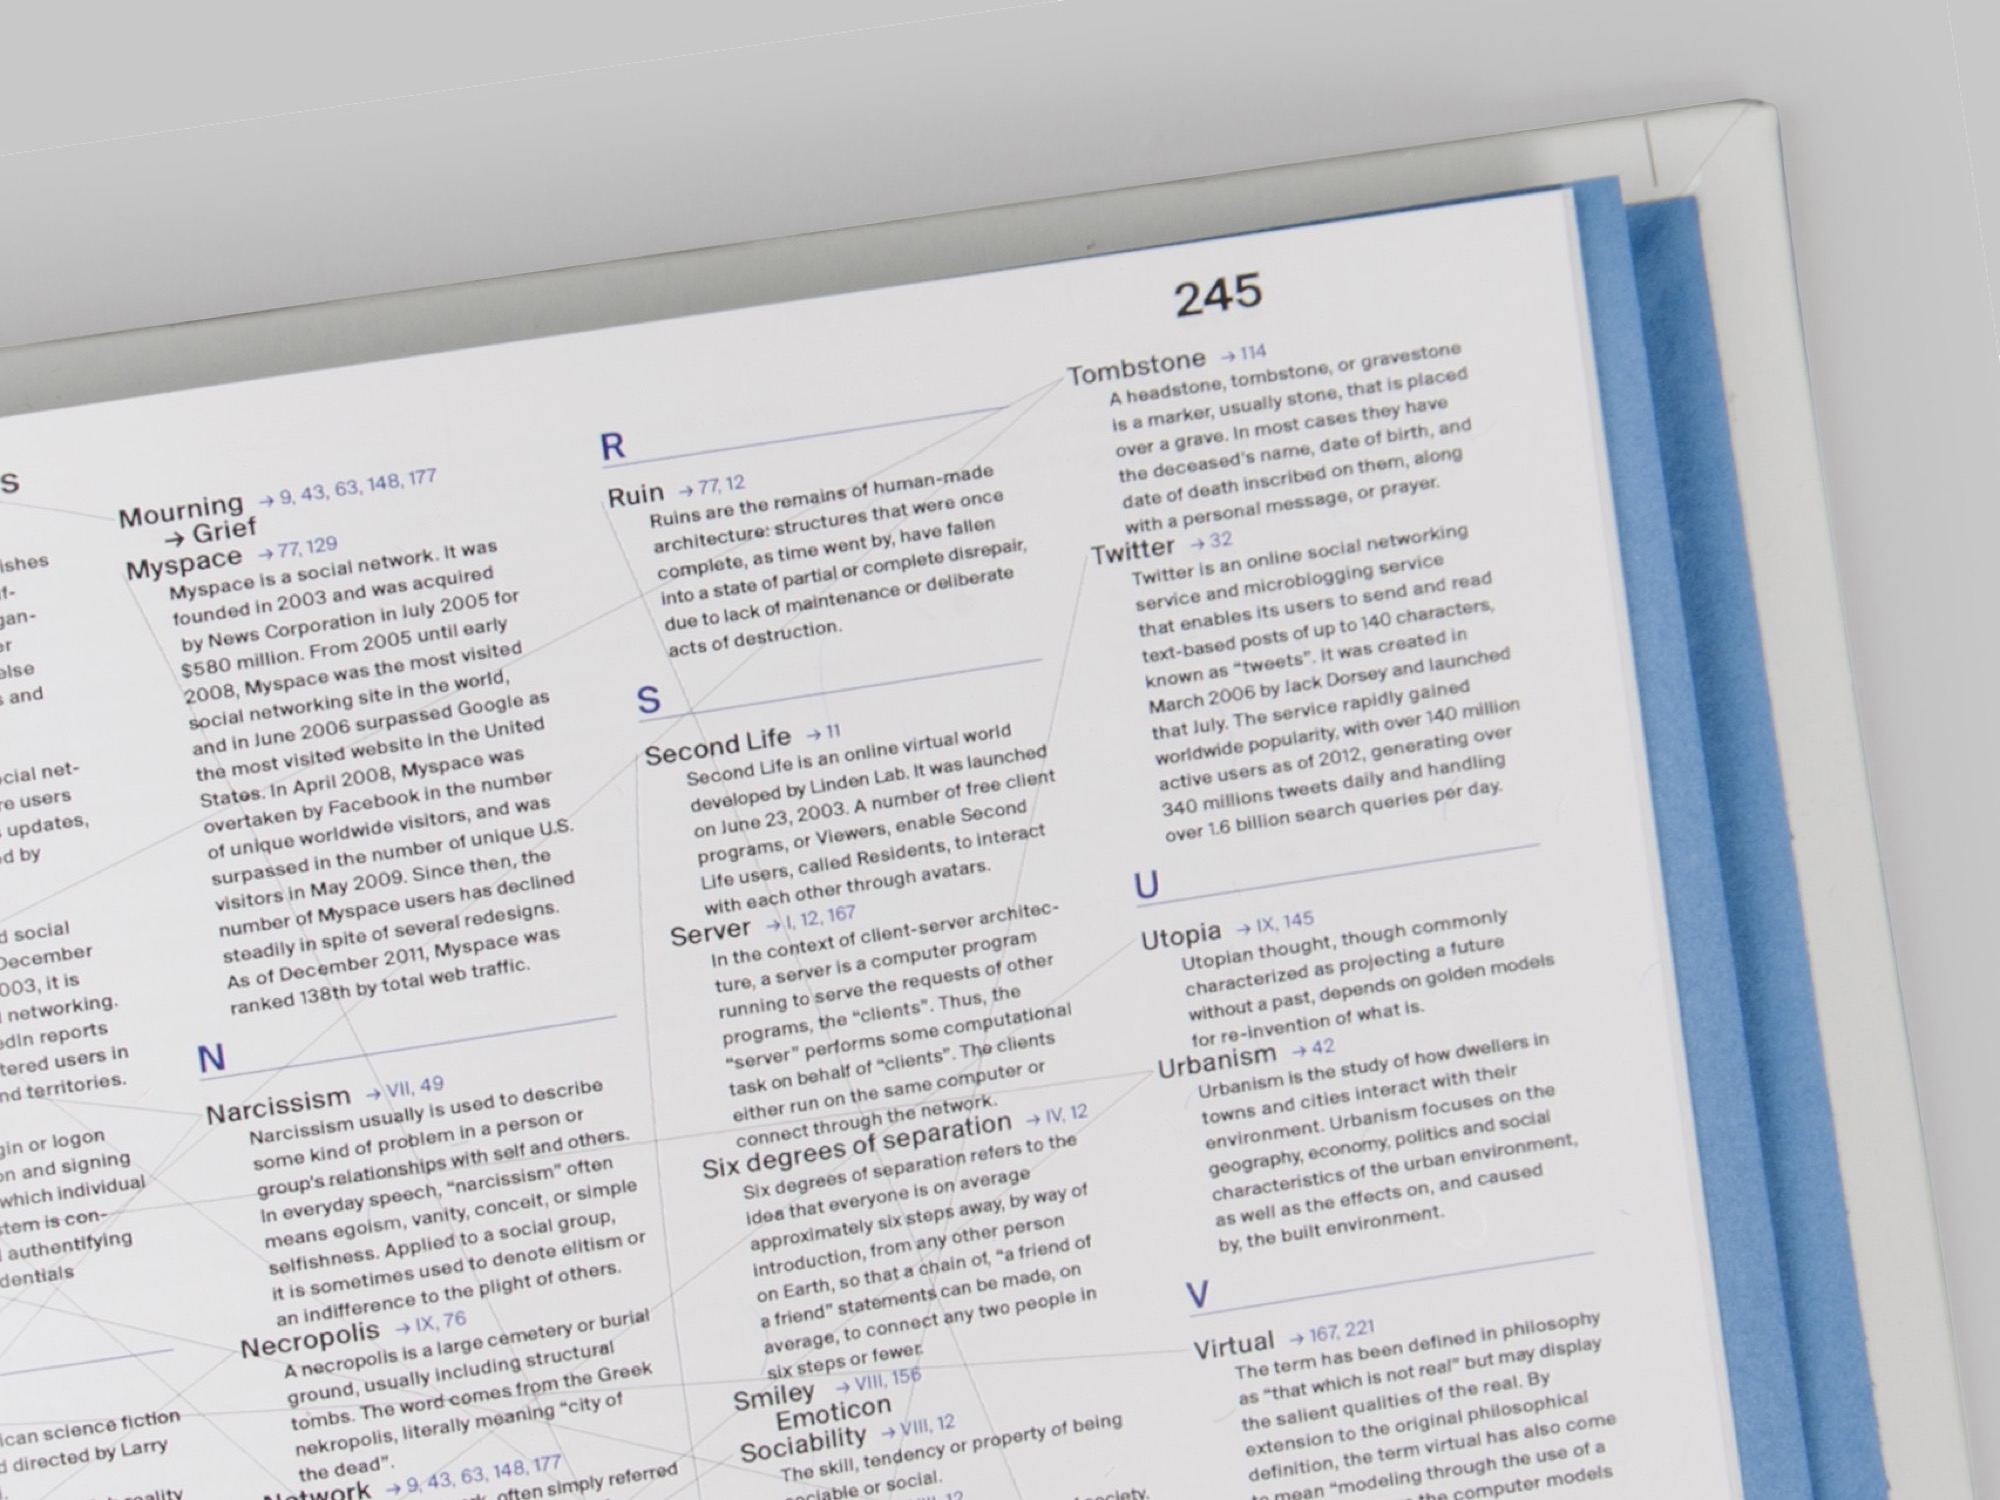 245
s
ishes
f-
gan-
er
else
s and
cial net-
re users
updates,
d by
d social
December
003, it is
networking.
edIn reports
tered users in
nd territories.
gin or logon
on and signing
which individual
stem is con-
authentifying
dentials
ican science fiction
d directed by Larry
Mourning → 9, 43, 63, 148, 177
→ Grief
Myspace → 77, 129
Myspace is a social network. It was
founded in 2003 and was acquired
by News Corporation in July 2005 for
$580 million. From 2005 until early
2008, Myspace was the most visited
social networking site in the world,
and in June 2006 surpassed Google as
the most visited website in the United
States. In April 2008, Myspace was
overtaken by Facebook in the number
of unique worldwide visitors, and was
surpassed in the number of unique U.S.
visitors in May 2009. Since then, the
number of Myspace users has declined
steadily in spite of several redesigns.
As of December 2011, Myspace was
ranked 138th by total web traffic.
N
Narcissism → VII, 49
Narcissism usually is used to describe
some kind of problem in a person or
group's relationships with self and others.
In everyday speech, “narcissism” often
means egoism, vanity, conceit, or simple
selfishness. Applied to a social group,
it is sometimes used to denote elitism or
an indifference to the plight of others.
Necropolis → IX, 76
A necropolis is a large cemetery or burial
ground, usually including structural
tombs. The word comes from the Greek
nekropolis, literally meaning “city of
the dead”.
Network → 9, 43, 63, 148, 177
often simply referred
R
Ruin → 77, 12
Ruins are the remains of human-made
architecture: structures that were once
complete, as time went by, have fallen
into a state of partial or complete disrepair,
due to lack of maintenance or deliberate
acts of destruction.
S
Second Life → 11
Second Life is an online virtual world
developed by Linden Lab. It was launched
on June 23, 2003. A number of free client
programs, or Viewers, enable Second
Life users, called Residents, to interact
with each other through avatars.
Server → I, 12, 167
In the context of client-server architec-
ture, a server is a computer program
running to serve the requests of other
programs, the “clients”. Thus, the
“server” performs some computational
task on behalf of “clients”. The clients
either run on the same computer or
connect through the network.
Six degrees of separation → IV, 12
Six degrees of separation refers to the
idea that everyone is on average
approximately six steps away, by way of
introduction, from any other person
on Earth, so that a chain of, “a friend of
a friend” statements can be made, on
average, to connect any two people in
six steps or fewer.
Smiley → VIII, 156
Emoticon
Sociability → VIII, 12
The skill, tendency or property of being
sociable or social.
Tombstone → 114
A headstone, tombstone, or gravestone
is a marker, usually stone, that is placed
over a grave. In most cases they have
the deceased's name, date of birth, and
date of death inscribed on them, along
with a personal message, or prayer.
Twitter → 32
Twitter is an online social networking
service and microblogging service
that enables its users to send and read
text-based posts of up to 140 characters,
known as “tweets”. It was created in
March 2006 by Jack Dorsey and launched
that July. The service rapidly gained
worldwide popularity, with over 140 million
active users as of 2012, generating over
340 millions tweets daily and handling
over 1.6 billion search queries per day.
U
Utopia → IX, 145
Utopian thought, though commonly
characterized as projecting a future
without a past, depends on golden models
for re-invention of what is.
Urbanism → 42
Urbanism is the study of how dwellers in
towns and cities interact with their
environment. Urbanism focuses on the
geography, economy, politics and social
characteristics of the urban environment,
as well as the effects on, and caused
by, the built environment.
V
Virtual → 167, 221
The term has been defined in philosophy
as “that which is not real” but may display
the salient qualities of the real. By
extension to the original philosophical
definition, the term virtual has also come
to mean “modeling through the use of a
the computer models